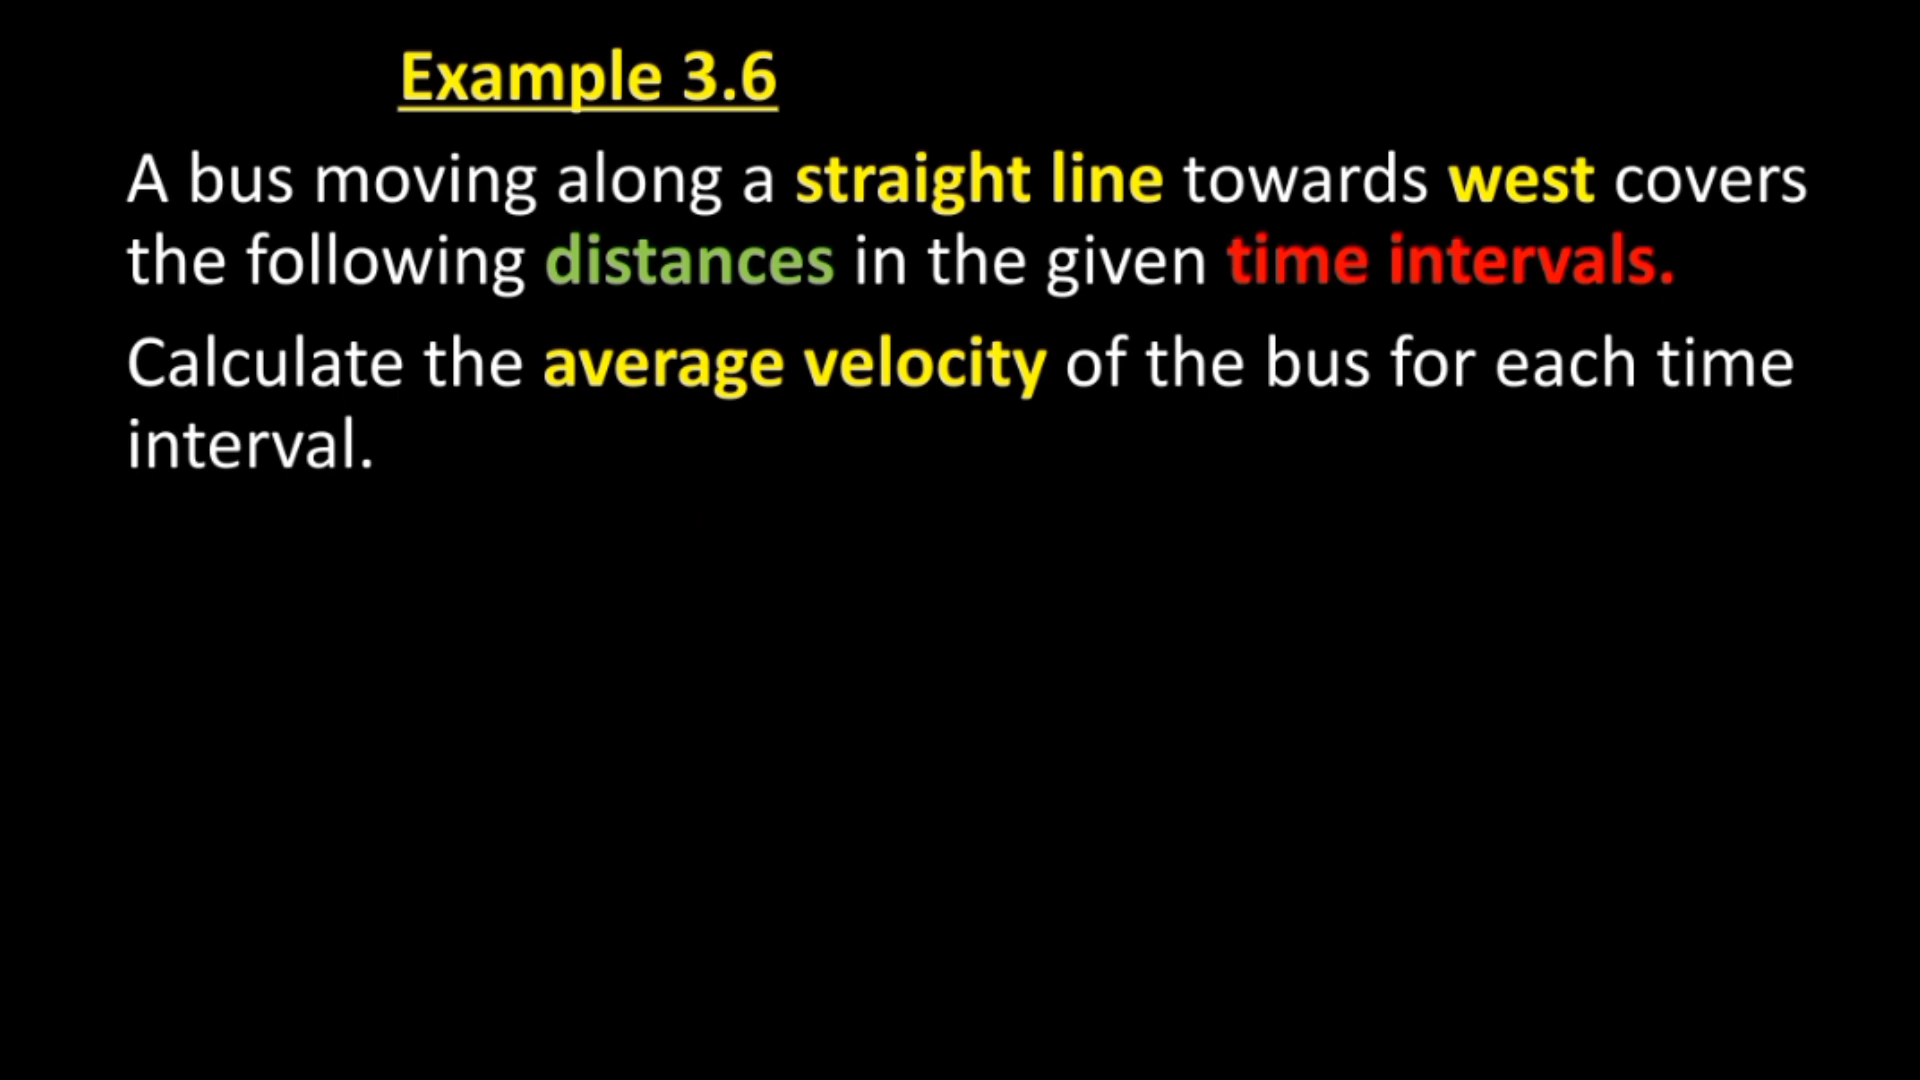 Example 3.6
A bus moving along a straight line towards west covers
the following distances in the given time intervals.
Calculate the average velocity of the bus for each time
interval.